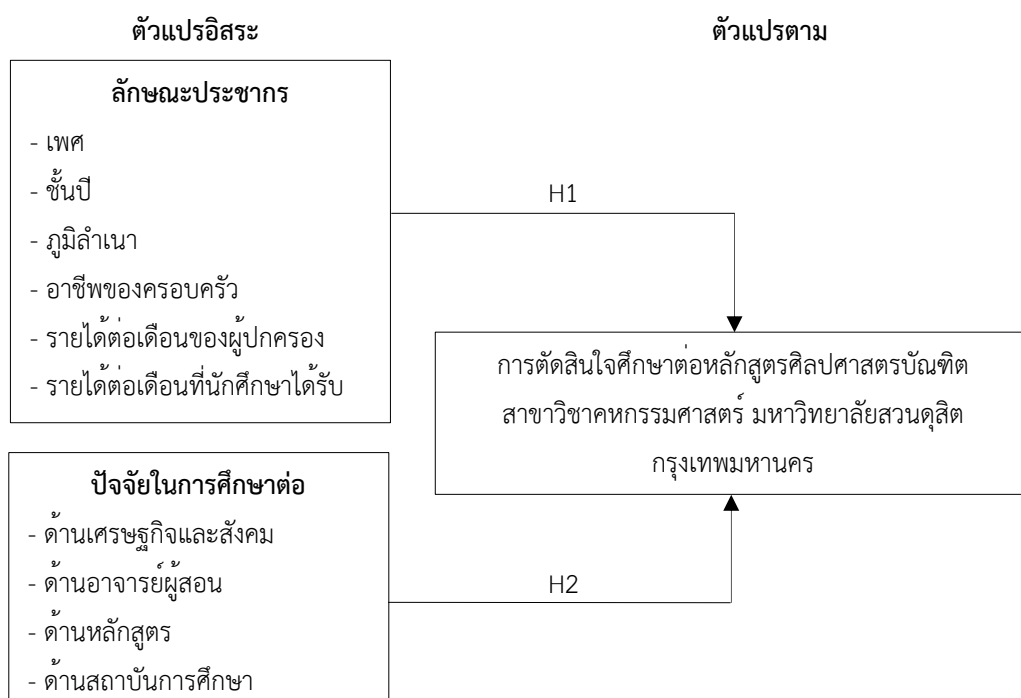 ตัวแปรอิสระ
ตัวแปรตาม
ลักษณะประชากร
- เพศ
- ชั้นปี
- ภูมิลำเนา
- อาชีพของครอบครัว
- รายได้ต่อเดือนของผู้ปกครอง
- รายได้ต่อเดือนที่นักศึกษาได้รับ
H1
การตัดสินใจศึกษาต่อหลักสูตรศิลปศาสตรบัณฑิต
สาขาวิชาคหกรรมศาสตร์ มหาวิทยาลัยสวนดุสิต
กรุงเทพมหานคร
ปัจจัยในการศึกษาต่อ
- ด้านเศรษฐกิจและสังคม
- ด้านอาจารย์ผู้สอน
- ด้านหลักสูตร
- ด้านสถาบันการศึกษา
H2